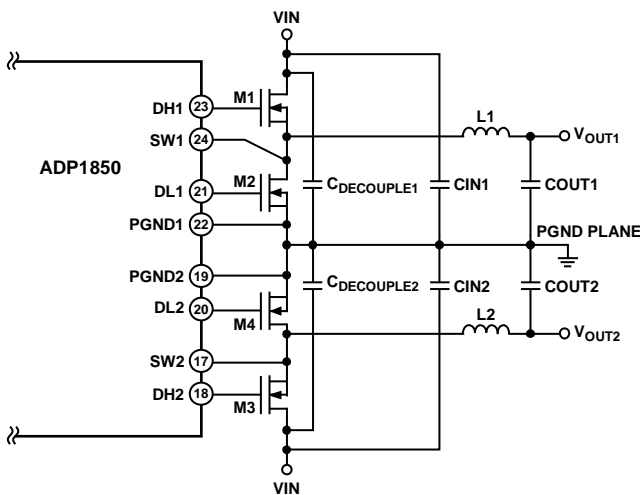 VIN
M1
DH1 23
L1
VOUT1
SW1 24
ADP1850
M2
DL1 21
CDECOUPLE1
CIN1
COUT1
PGND1 22
PGND PLANE
PGND2 19
CDECOUPLE2
CIN2
COUT2
DL2 20
M4
L2
VOUT2
SW2 17
DH2 18
M3
VIN